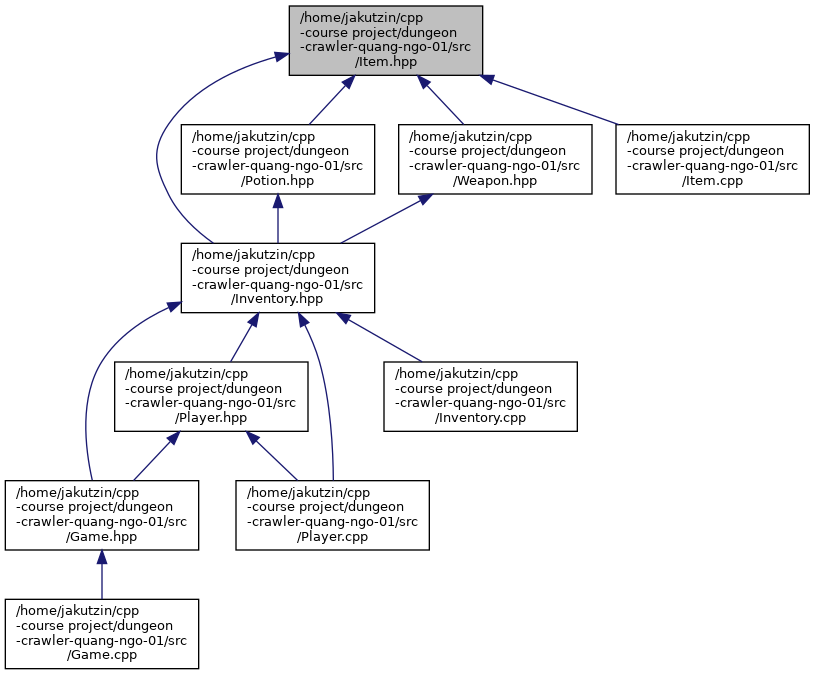 /home/jakutzin/cpp
-course project/dungeon
-crawler-quang-ngo-01/src
/Item.hpp
/home/jakutzin/cpp
-course project/dungeon
-crawler-quang-ngo-01/src
/Potion.hpp
/home/jakutzin/cpp
-course project/dungeon
-crawler-quang-ngo-01/src
/Weapon.hpp
/home/jakutzin/cpp
-course project/dungeon
-crawler-quang-ngo-01/src
/Item.cpp
/home/jakutzin/cpp
-course project/dungeon
-crawler-quang-ngo-01/src
/Inventory.hpp
/home/jakutzin/cpp
-course project/dungeon
-crawler-quang-ngo-01/src
/Player.hpp
/home/jakutzin/cpp
-course project/dungeon
-crawler-quang-ngo-01/src
/Inventory.cpp
/home/jakutzin/cpp
-course project/dungeon
-crawler-quang-ngo-01/src
/Game.hpp
/home/jakutzin/cpp
-course project/dungeon
-crawler-quang-ngo-01/src
/Player.cpp
/home/jakutzin/cpp
-course project/dungeon
-crawler-quang-ngo-01/src
/Game.cpp